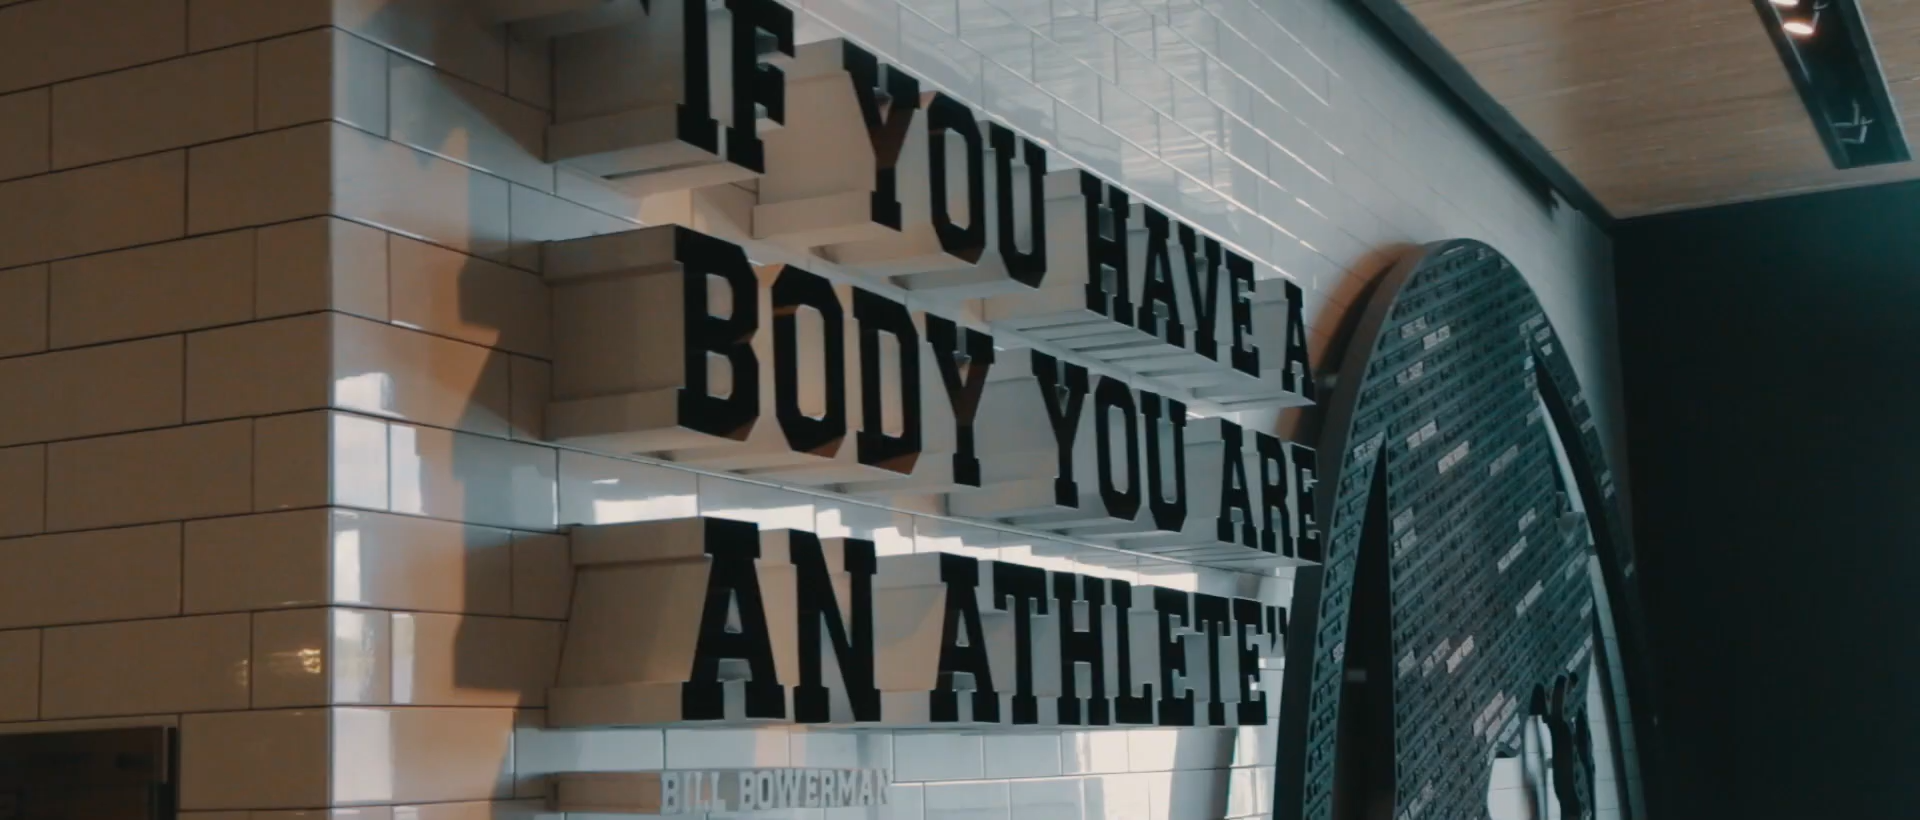 "IF YOU HAVE A
BODY YOU ARE
AN ATHLETE"
BILL BOWERMAN